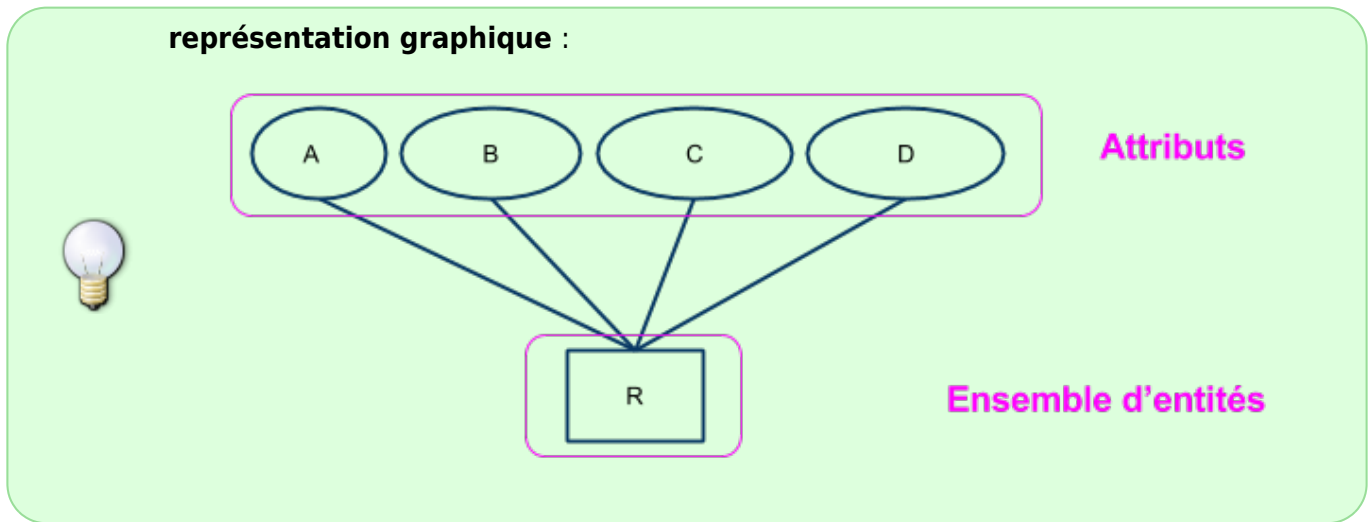 représentation graphique :
A B C D
Attributs
R
Ensemble d’entités